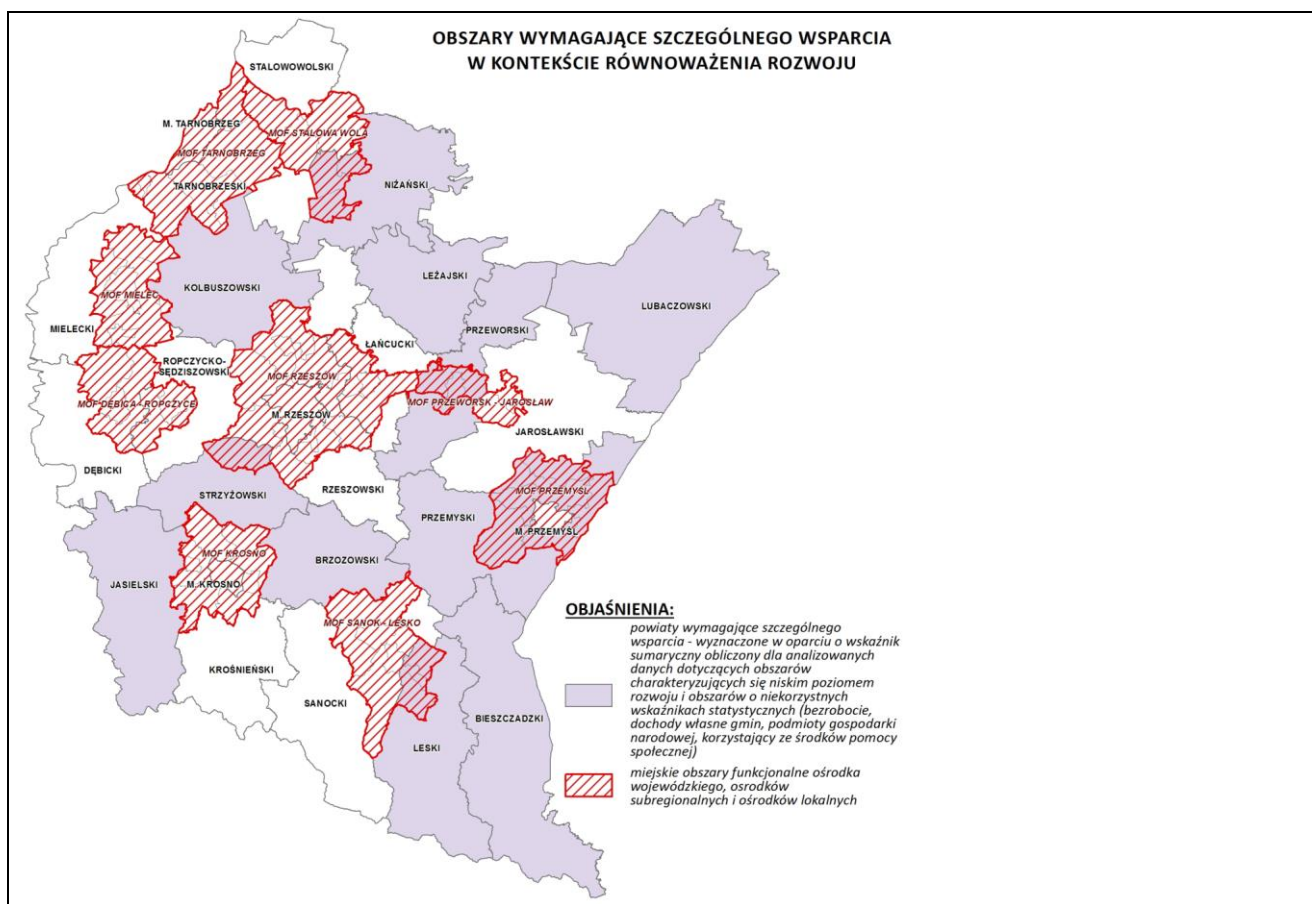 OBSZARY WYMAGAJĄCE SZCZEGÓLNEGO WSPARCIA
W KONTEKŚCIE RÓWNOWAŻENIA ROZWOJU
STALOWOWOLSKI
M. TARNOBRZEG
MOF STALOWA WOLA
MOF TARNOBRZEG
TARNOBRZESKI
NIŻAŃSKI
LEŻAJSKI
KOLBUSZOWSKI
MOF MIELEC
LUBACZOWSKI
MIELECKI
PRZEWORSKI
ŁAŃCUCKI
ROPCZYCKO-
SĘDZISZOWSKI
MOF RZESZÓW
MOF DĘBICA - ROPCZYCE
MOF PRZEWORSK - JAROSŁAW
M. RZESZÓW
JAROSŁAWSKI
DĘBICKI
RZESZOWSKI
STRZYŻOWSKI
MOF PRZEMYŚL
PRZEMYSKI
M. PRZEMYŚL
MOF KROSNO
BRZOZOWSKI
JASIELSKI
M. KROSNO
MOF SANOK - LESKO
KROŚNIEŃSKI
SANOCKI
BIESZCZADZKI
LESKI
OBJAŚNIENIA:
powiaty wymagające szczególnego
wsparcia - wyznaczone w oparciu o wskaźnik
sumaryczny obliczony dla analizowanych
danych dotyczących obszarów
charakteryzujących się niskim poziomem
rozwoju i obszarów o niekorzystnych
wskaźnikach statystycznych (bezrobocie,
dochody własne gmin, podmioty gospodarki
narodowej, korzystający ze środków pomocy
społecznej)
miejskie obszary funkcjonalne ośrodka
wojewódzkiego, osrodków
subregionalnych i ośrodków lokalnych